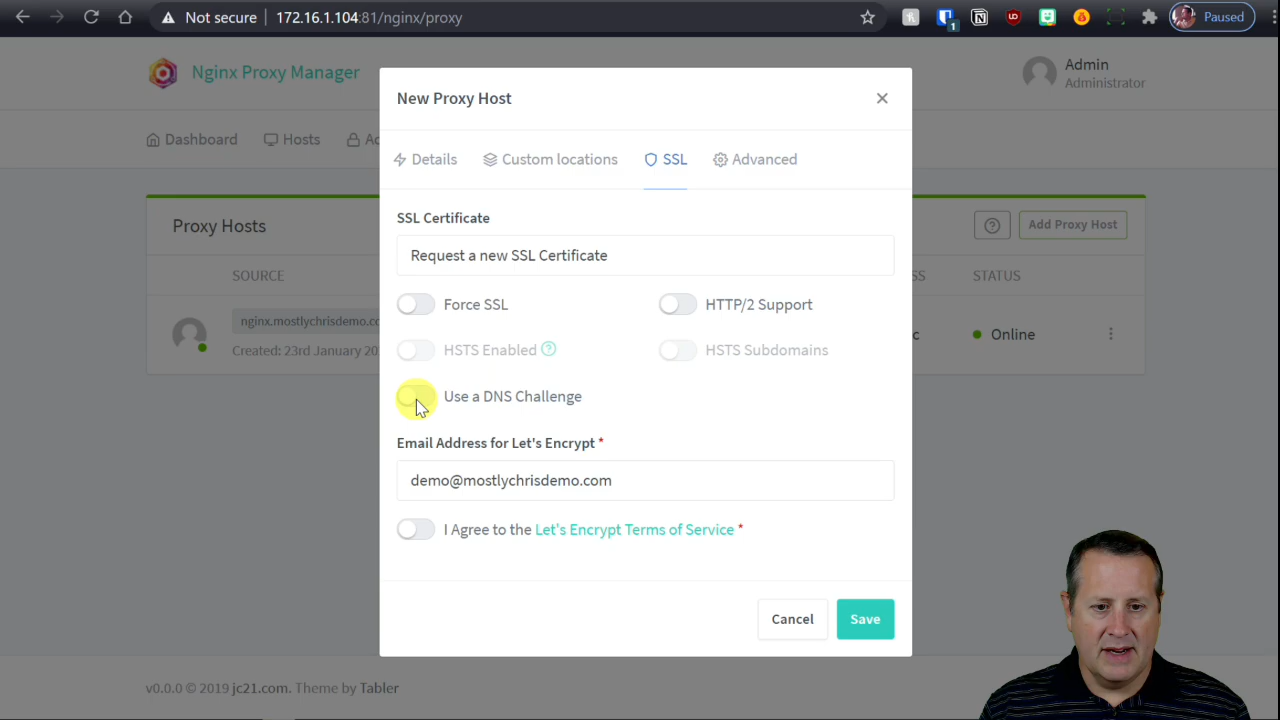 Not secure
172.16.1.104:81/nginx/proxy
1
UD
Paused
Nginx Proxy Manager
Admin
Administrator
Dashboard
Hosts
New Proxy Host
Details
Custom locations
SSL
Advanced
Proxy Hosts
Add Proxy Host
SOURCE
STATUS
nginx.mostlychrisdemo.co
Created: 23rd January 20
Online
SSL Certificate
Request a new SSL Certificate
Force SSL
HTTP/2 Support
HSTS Enabled
HSTS Subdomains
Use a DNS Challenge
Email Address for Let's Encrypt *
demo@mostlychrisdemo.com
I Agree to the Let's Encrypt Terms of Service *
Cancel
Save
v0.0.0 © 2019 jc21.com. Theme by Tabler